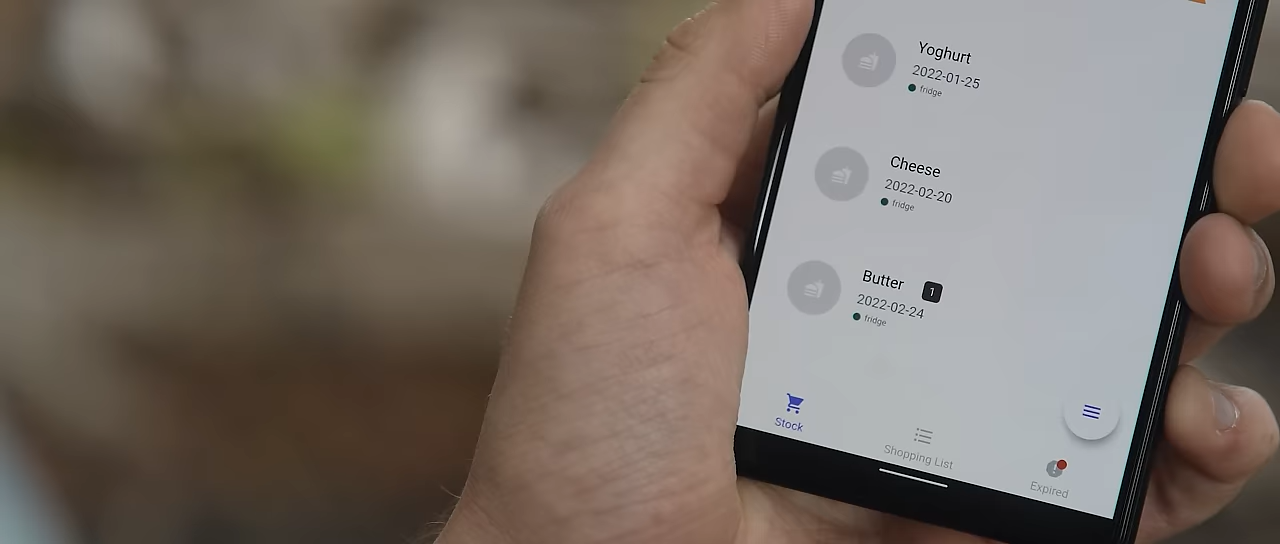 Yoghurt
2022-01-25
fridge
Cheese
2022-02-20
fridge
Butter 1
2022-02-24
fridge
Stock
Shopping List
Expired